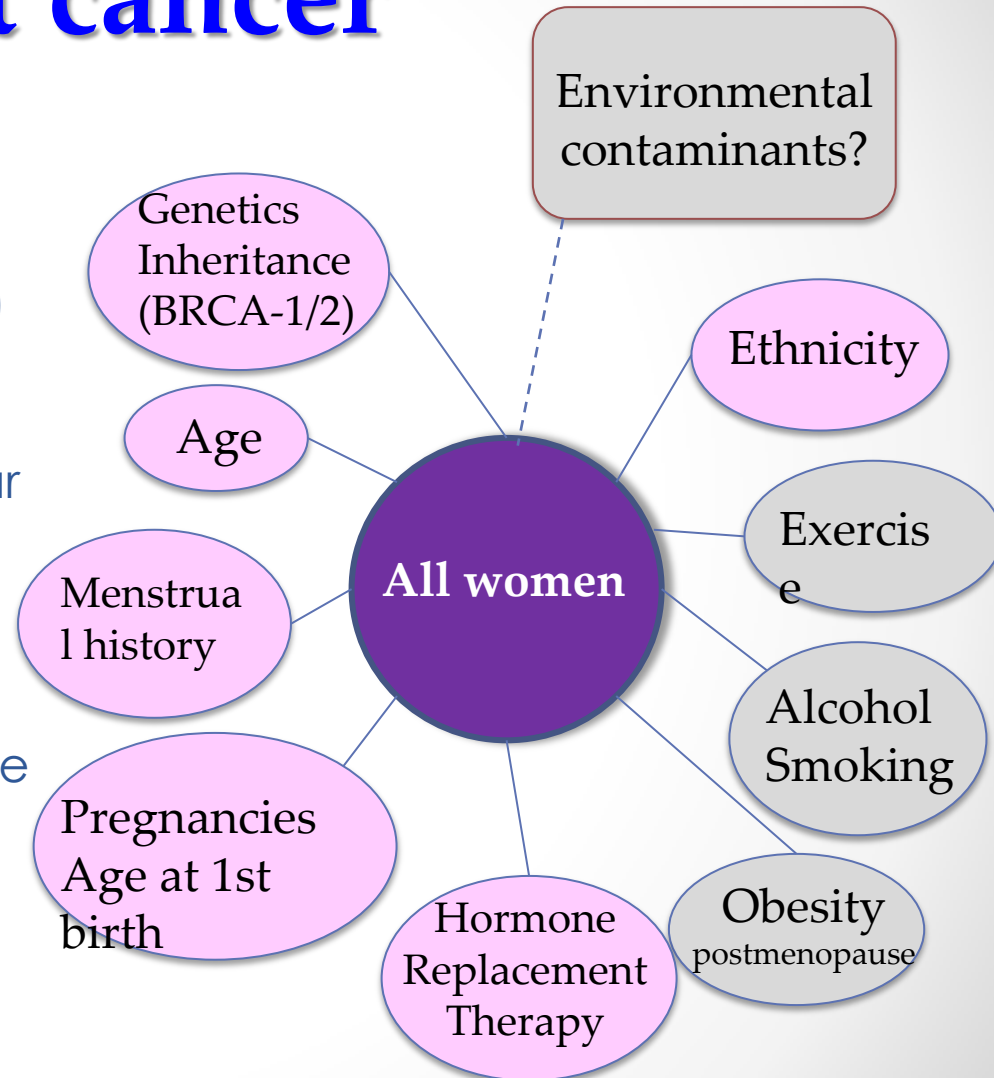 cancer
Environmental
contaminants?
Genetics
Inheritance
(BRCA-1/2)
Ethnicity
Age
Exercis
e
All women
Menstrua
l history
Alcohol
Smoking
Pregnancies
Age at 1st
birth
Hormone
Replacement
Therapy
Obesity
postmenopause